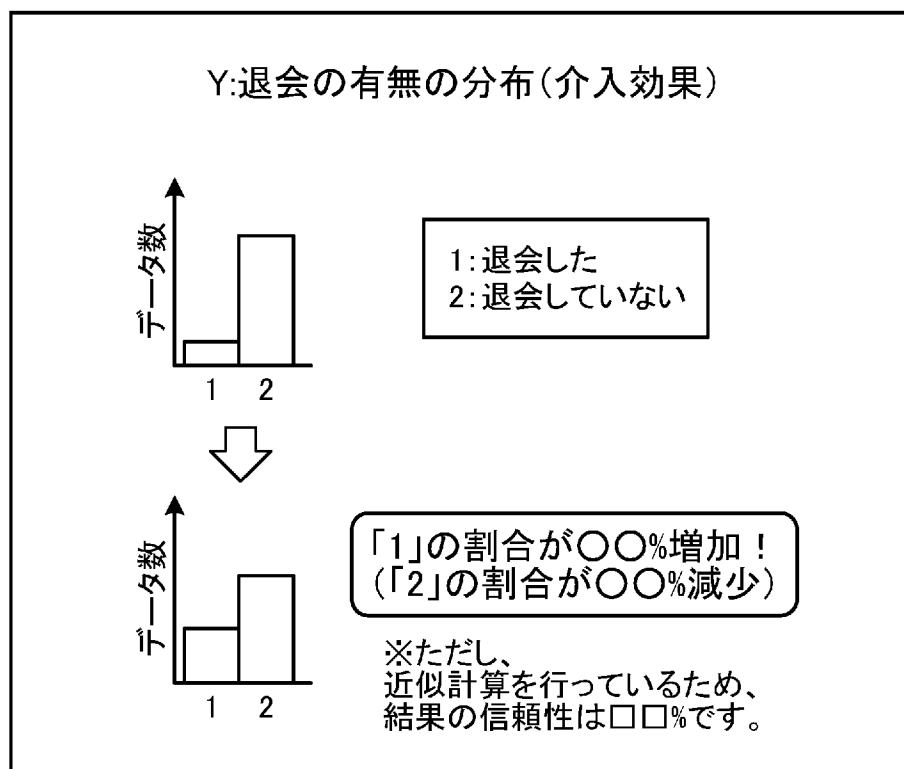 Y:退会の有無の分布(介入効果)
データ数
1 2
1:退会した
2:退会していない
データ数
1 2
「1」の割合が○○%増加!
(「2」の割合が○○%減少)
※ただし、
近似計算を行っているため、
結果の信頼性は□□%です。